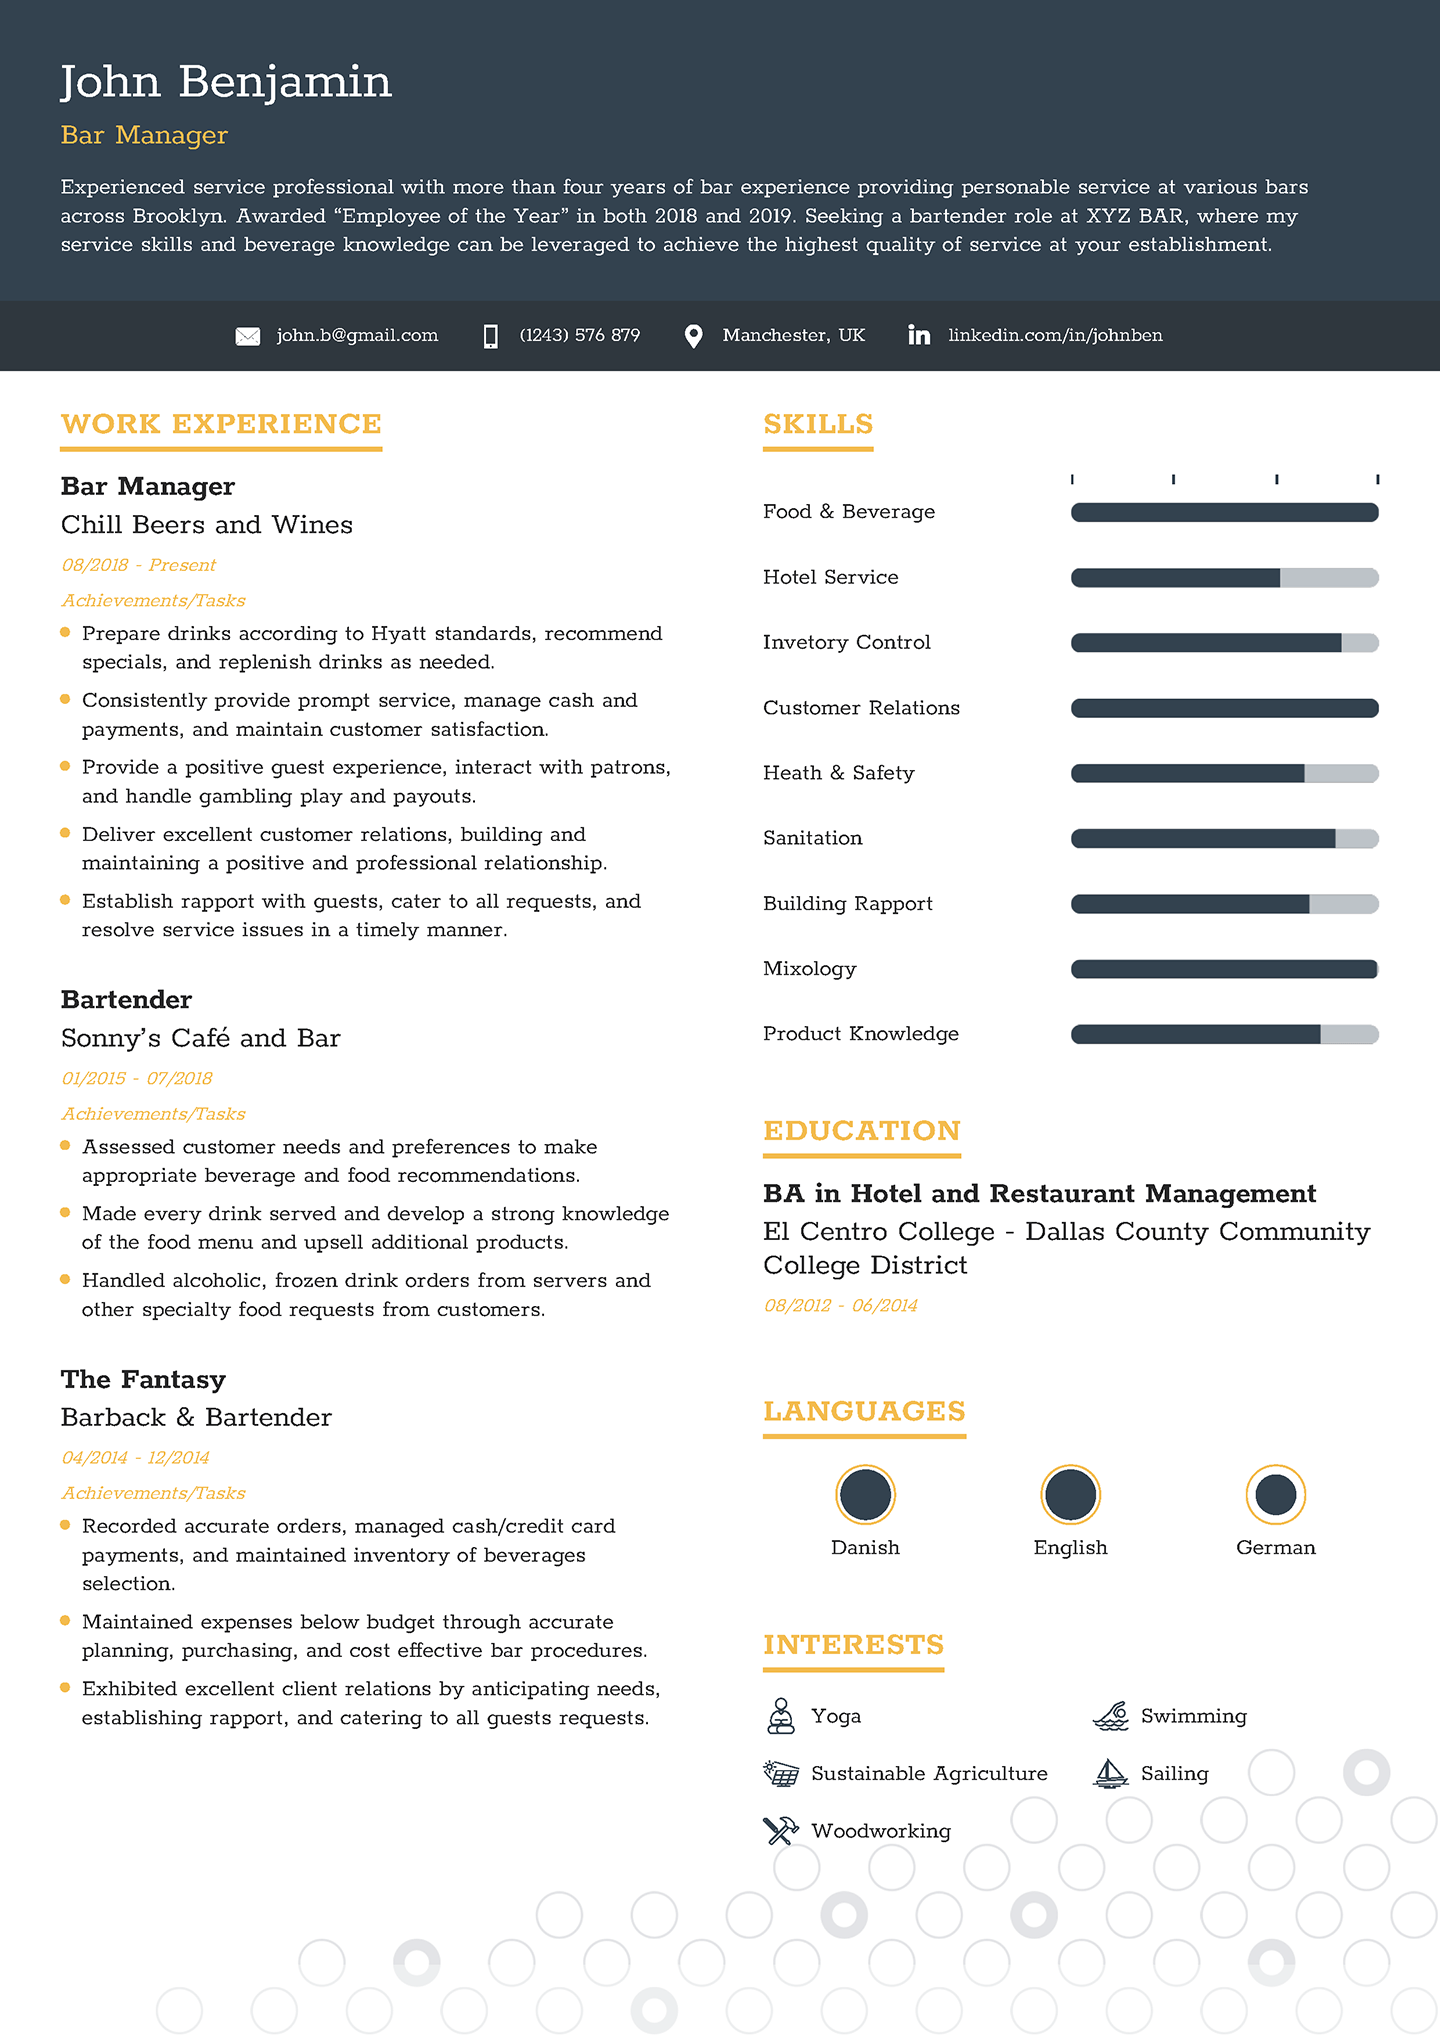 John Benjamin
Bar Manager
Experienced service professional with more than four years of bar experience providing personable service at various bars
across Brooklyn. Awarded “Employee of the Year” in both 2018 and 2019. Seeking a bartender role at XYZ BAR, where my
service skills and beverage knowledge can be leveraged to achieve the highest quality of service at your establishment.
john.b@gmail.com
(1243) 576 879
Manchester, UK
linkedin.com/in/johnben
WORK EXPERIENCE
Bar Manager
Chill Beers and Wines
08/2018 - Present
Achievements/Tasks
Prepare drinks according to Hyatt standards, recommend
specials, and replenish drinks as needed.
Consistently provide prompt service, manage cash and
payments, and maintain customer satisfaction.
Provide a positive guest experience, interact with patrons,
and handle gambling play and payouts.
Deliver excellent customer relations, building and
maintaining a positive and professional relationship.
Establish rapport with guests, cater to all requests, and
resolve service issues in a timely manner.
Bartender
Sonny’s Café and Bar
01/2015 - 07/2018
Achievements/Tasks
Assessed customer needs and preferences to make
appropriate beverage and food recommendations.
Made every drink served and develop a strong knowledge
of the food menu and upsell additional products.
Handled alcoholic, frozen drink orders from servers and
other specialty food requests from customers.
The Fantasy
Barback & Bartender
04/2014 - 12/2014
Achievements/Tasks
Recorded accurate orders, managed cash/credit card
payments, and maintained inventory of beverages
selection.
Maintained expenses below budget through accurate
planning, purchasing, and cost effective bar procedures.
Exhibited excellent client relations by anticipating needs,
establishing rapport, and catering to all guests requests.
SKILLS
Food & Beverage
Hotel Service
Invetory Control
Customer Relations
Heath & Safety
Sanitation
Building Rapport
Mixology
Product Knowledge
EDUCATION
BA in Hotel and Restaurant Management
El Centro College - Dallas County Community
College District
08/2012 - 06/2014
LANGUAGES
Danish
English
German
INTERESTS
Yoga
Swimming
Sustainable Agriculture
Sailing
Woodworking